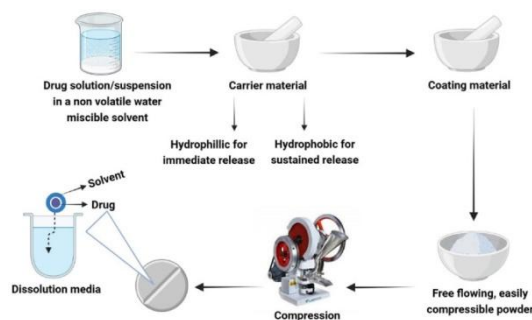 Drug solution/suspension
in a non volatile water
miscible solvent
Carrier material
Coating material
Hydrophillic for
immediate release
Hydrophobic for
sustained release
Solvent
Drug
Dissolution media
Compression
Free flowing, easily
compressible powder